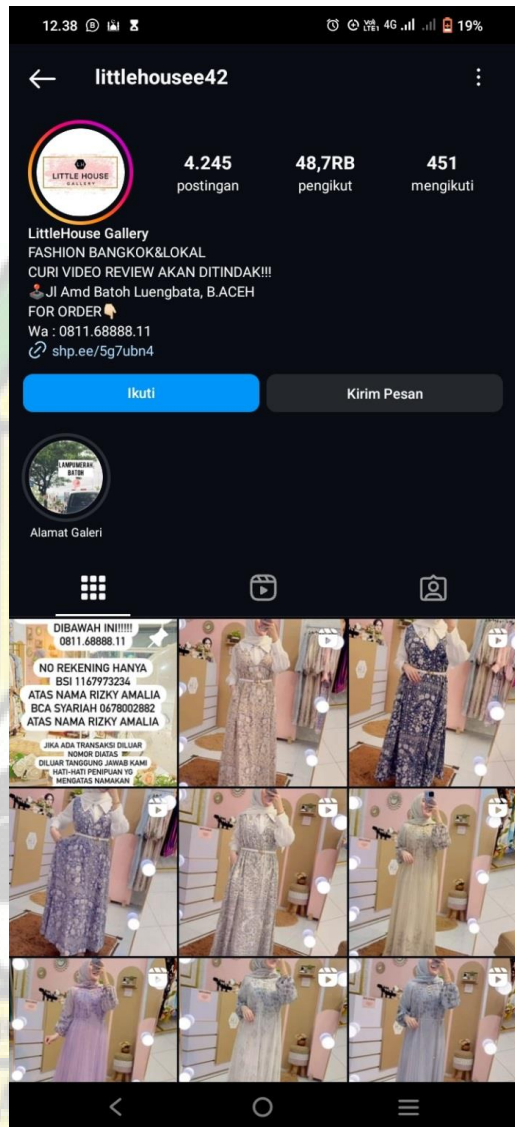 12.38
4G
19%
littlehousee42
LITTLE HOUSE
GALLERY
4.245
postingan
48,7RB
pengikut
451
mengikuti
LittleHouse Gallery
FASHION BANGKOK&LOKAL
CURI VIDEO REVIEW AKAN DITINDAK!!!
Jl Amd Batoh Luengbata, B.ACEH
FOR ORDER
Wa : 0811.68888.11
shp.ee/5g7ubn4
Ikuti
Kirim Pesan
LAMPUMERAH
BATOH
Alamat Galeri
DIBAWAH INI!!!!!
0811.68888.11
NO REKENING HANYA
BSI 1167973234
ATAS NAMA RIZKY AMALIA
BCA SYARIAH 0678002882
ATAS NAMA RIZKY AMALIA
JIKA ADA TRANSAKSI DILUAR
NOMOR DIATAS
DILUAR TANGGUNG JAWAB KAMI
HATI-HATI PENIPUAN YG
MENGATAS NAMAKAN